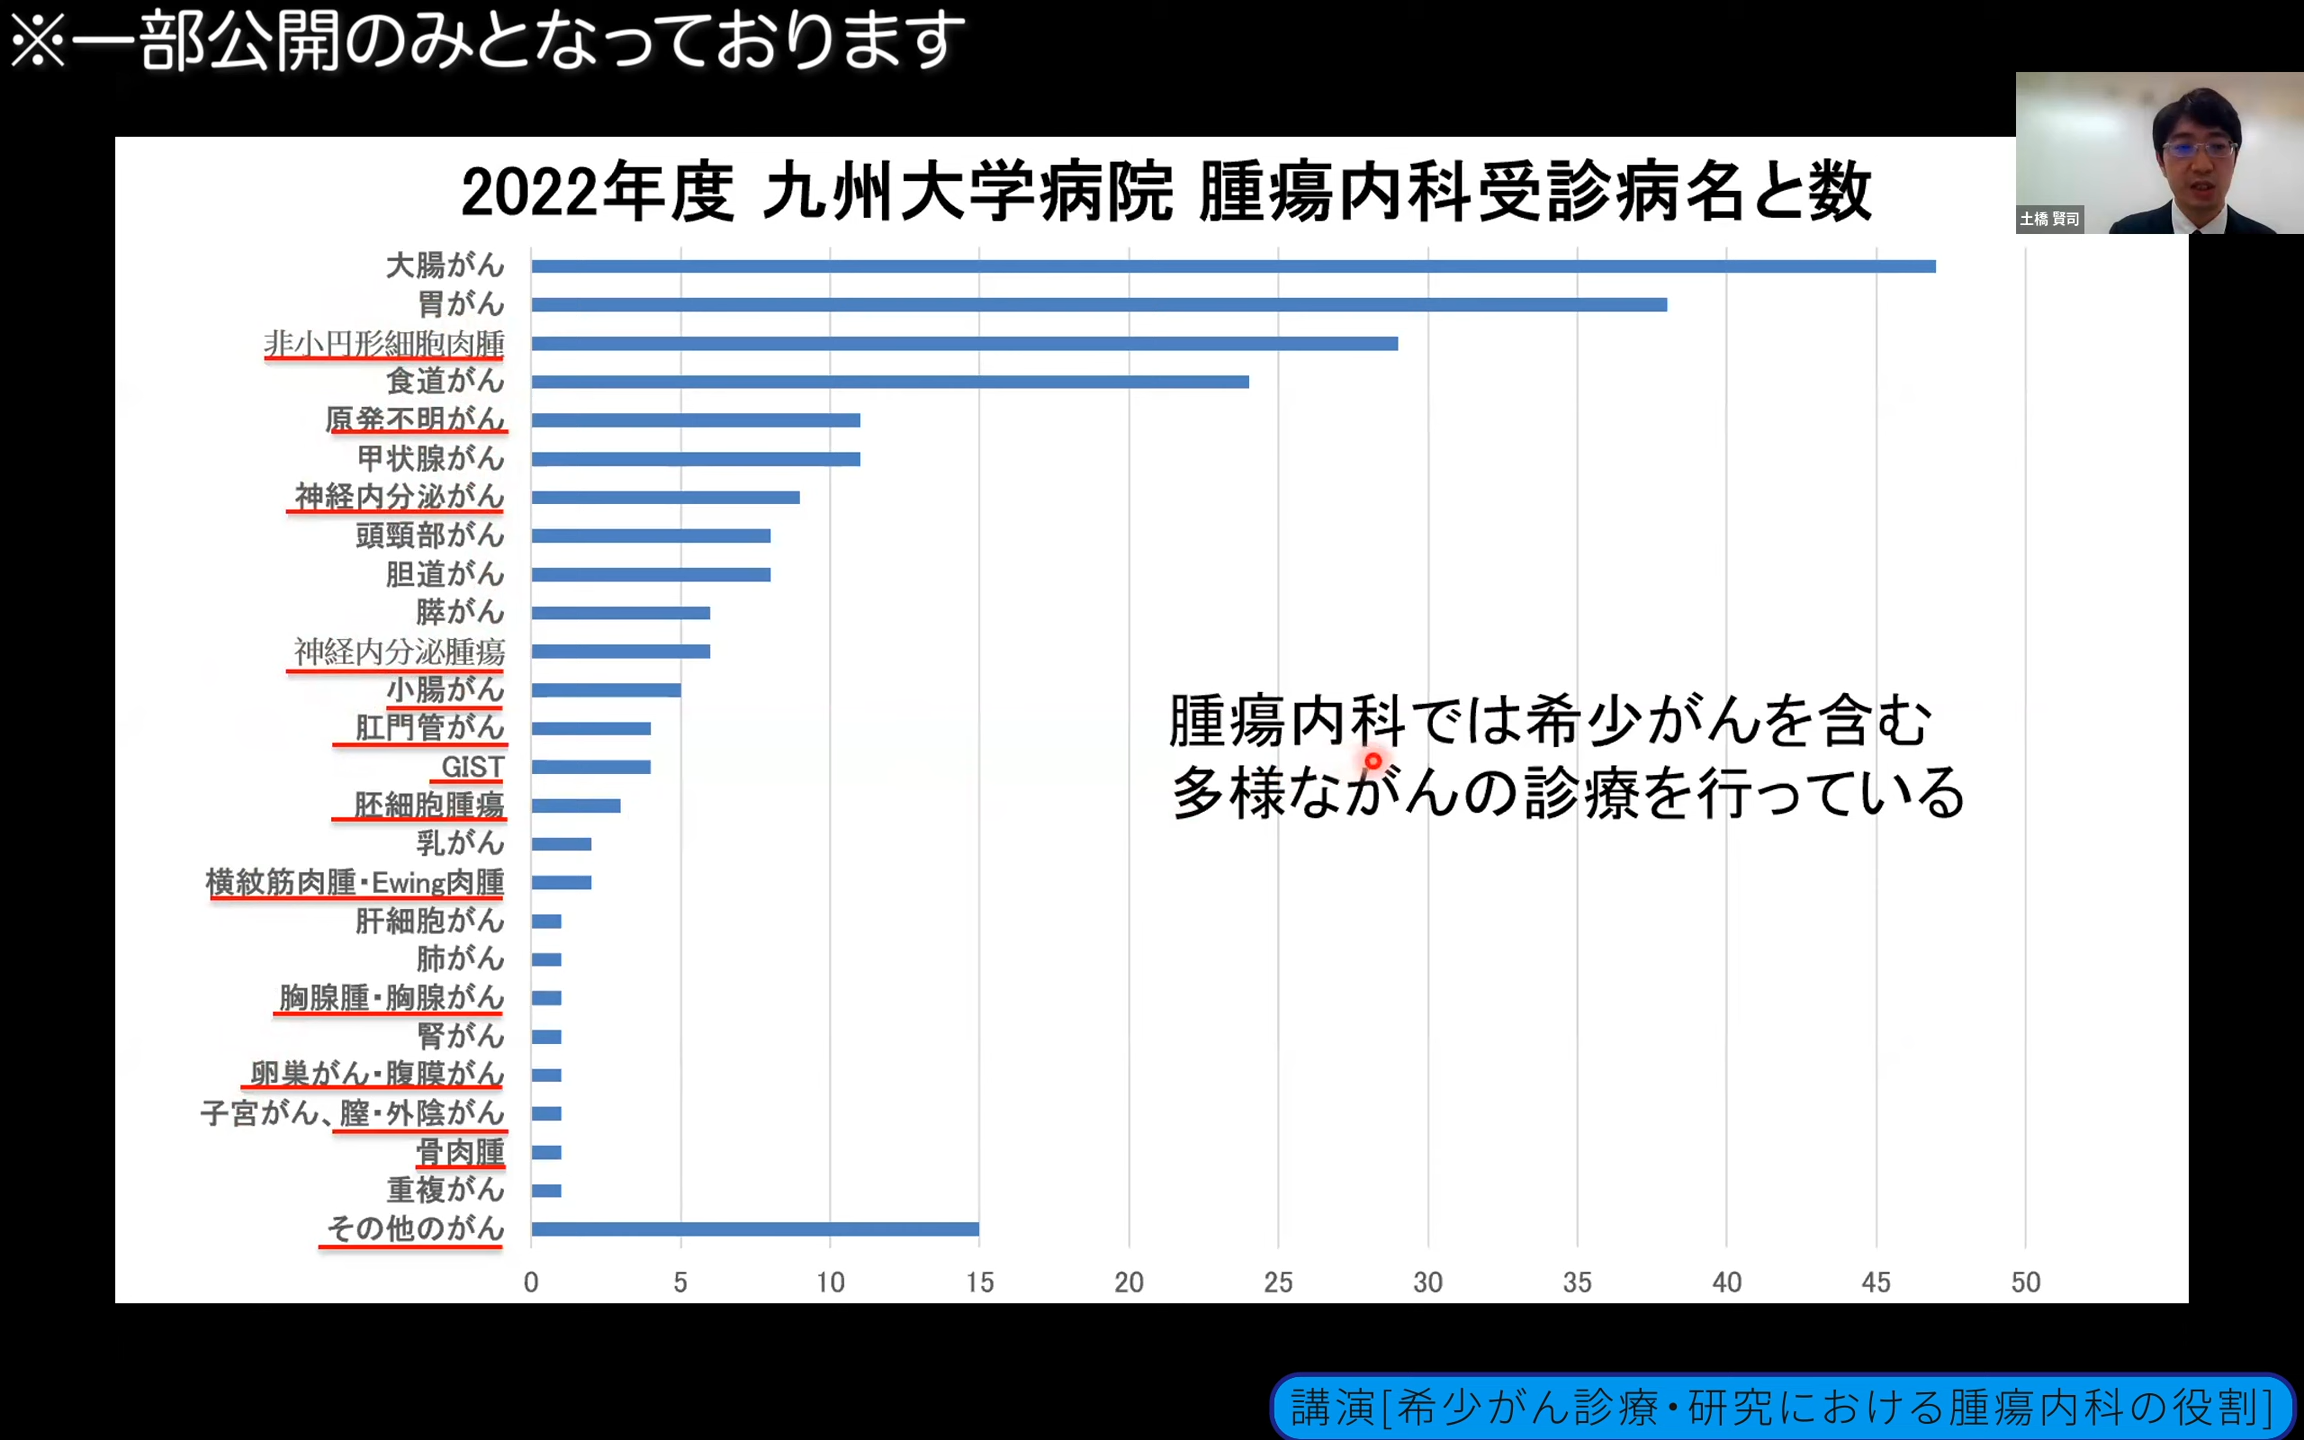 ※一部公開のみとなっております
土橋 賢司
2022年度 九州大学病院 腫瘍内科受診病名と数
大腸がん
胃がん
非小円形細胞肉腫
食道がん
原発不明がん
甲状腺がん
神経内分泌がん
頭頸部がん
胆道がん
膵がん
神経内分泌腫瘍
小腸がん
肛門管がん
GIST
胚細胞腫瘍
乳がん
横紋筋肉腫・Ewing肉腫
肝細胞がん
肺がん
胸腺腫・胸腺がん
腎がん
卵巣がん・腹膜がん
子宮がん、膣・外陰がん
骨肉腫
重複がん
その他のがん
0 5 10 15 20 25 30 35 40 45 50
腫瘍内科では希少がんを含む
多様ながんの診療を行っている
講演[希少がん診療・研究における腫瘍内科の役割]